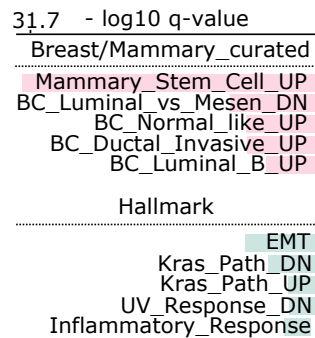 31.7 - log10 q-value
Breast/Mammary_curated
Mammary_Stem_Cell_UP
BC_Luminal_vs_Mesen_DN
BC_Normal_like_UP
BC_Ductal_Invasive_UP
BC_Luminal_B_UP
Hallmark
EMT
Kras_Path_DN
Kras_Path_UP
UV_Response_DN
Inflammatory_Response